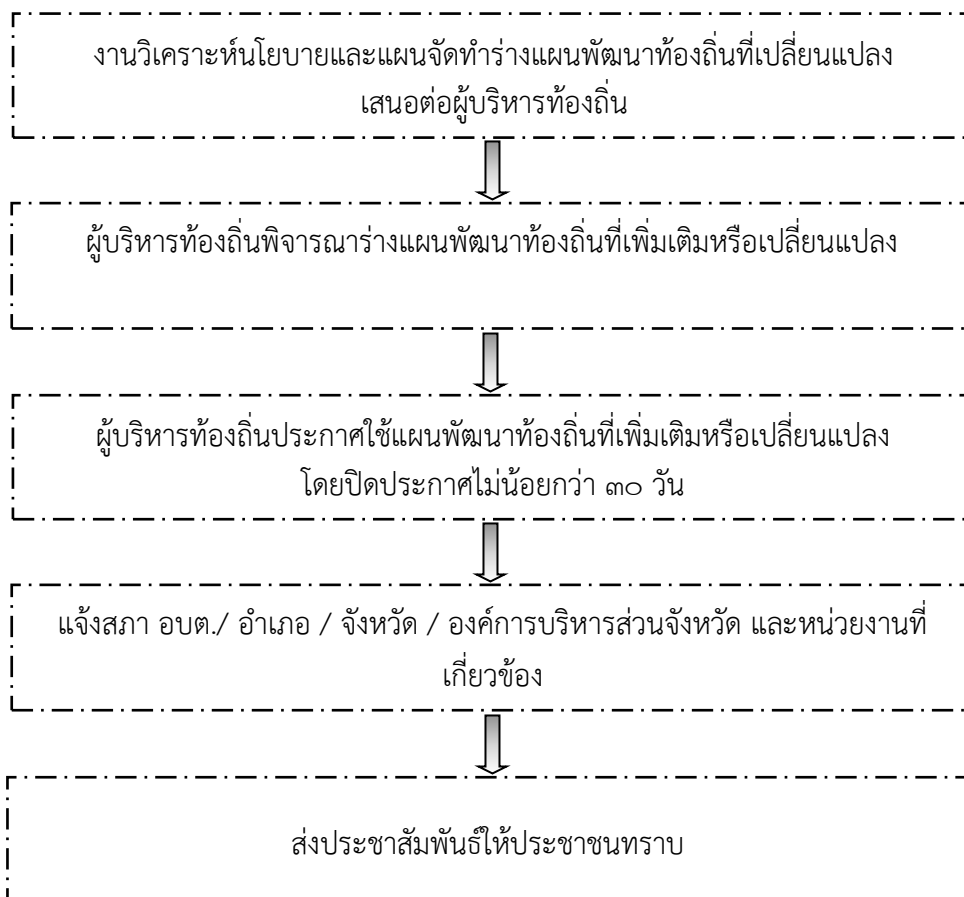 งานวิเคราะห์นโยบายและแผนจัดทำร่างแผนพัฒนาท้องถิ่นที่เปลี่ยนแปลง
เสนอต่อผู้บริหารท้องถิ่น
ผู้บริหารท้องถิ่นพิจารณาร่างแผนพัฒนาท้องถิ่นที่เพิ่มเติมหรือเปลี่ยนแปลง
ผู้บริหารท้องถิ่นประกาศใช้แผนพัฒนาท้องถิ่นที่เพิ่มเติมหรือเปลี่ยนแปลง
โดยปิดประกาศไม่น้อยกว่า ๓๐ วัน
แจ้งสภา อบต./ อำเภอ / จังหวัด / องค์การบริหารส่วนจังหวัด และหน่วยงานที่
เกี่ยวข้อง
ส่งประชาสัมพันธ์ให้ประชาชนทราบ